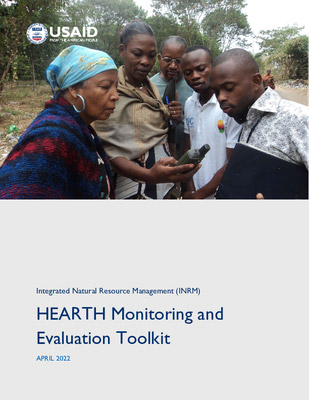 USAID
FROM THE AMERICAN PEOPLE
Integrated Natural Resource Management (INRM)
HEARTH Monitoring and
Evaluation Toolkit
APRIL 2022